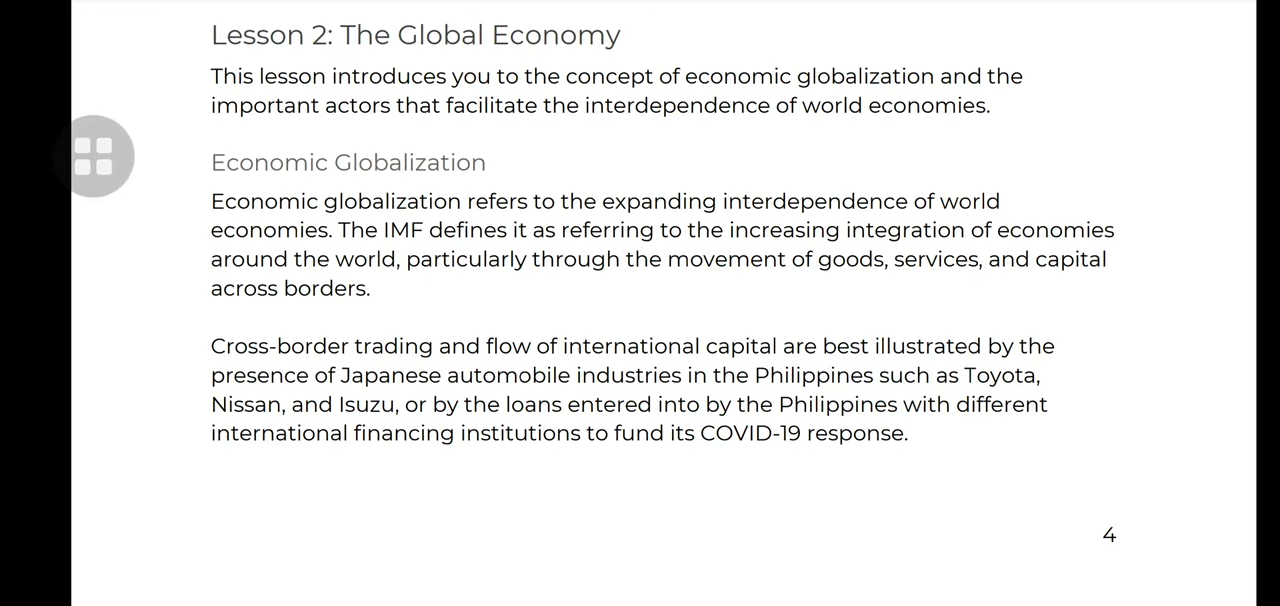 Lesson 2: The Global Economy
This lesson introduces you to the concept of economic globalization and the
important actors that facilitate the interdependence of world economies.
Economic Globalization
Economic globalization refers to the expanding interdependence of world
economies. The IMF defines it as referring to the increasing integration of economies
around the world, particularly through the movement of goods, services, and capital
across borders.
Cross-border trading and flow of international capital are best illustrated by the
presence of Japanese automobile industries in the Philippines such as Toyota,
Nissan, and Isuzu, or by the loans entered into by the Philippines with different
international financing institutions to fund its COVID-19 response.
4